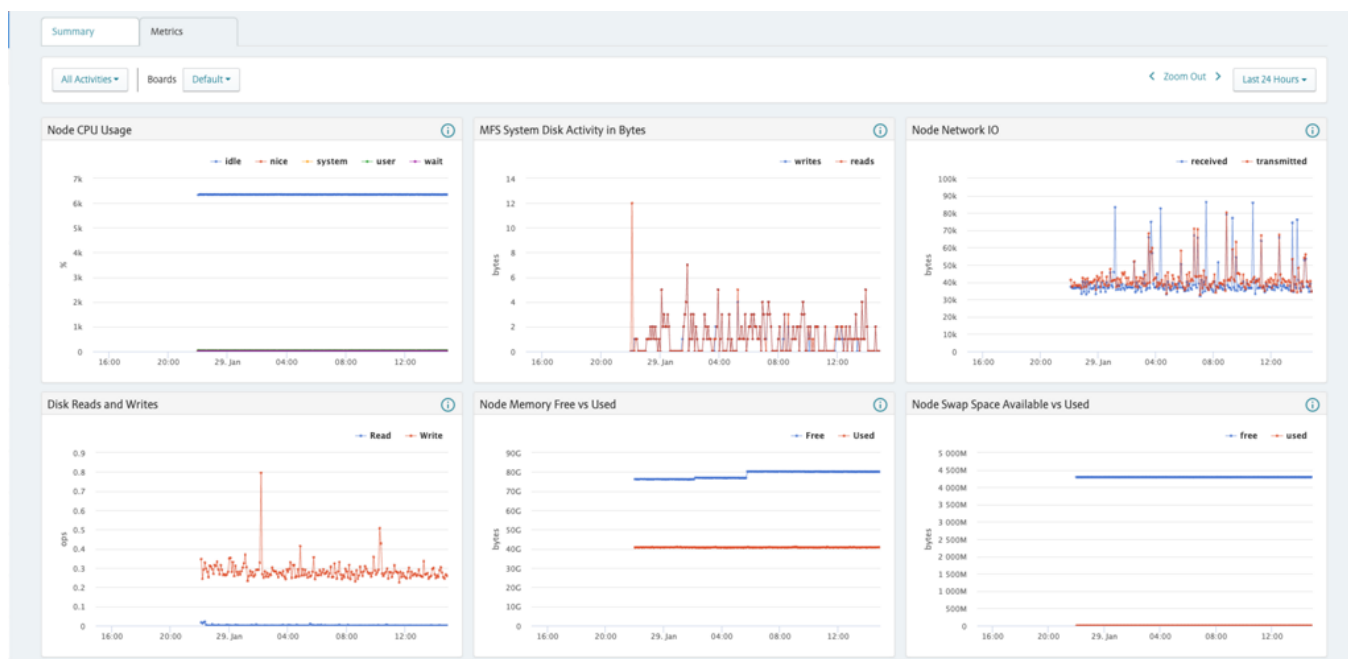 Summary Metrics
All Activities Boards Default Zoom Out Last 24 Hours
Node CPU Usage
idle nice system user wait
7k
6k
5k
4k
3k
2k
1k
0
%
16:00 20:00 29. Jan 04:00 08:00 12:00
MFS System Disk Activity in Bytes
writes reads
14
12
10
8
6
4
2
0
bytes
16:00 20:00 29. Jan 04:00 08:00 12:00
Node Network IO
received transmitted
100k
90k
80k
70k
60k
50k
40k
30k
20k
10k
0
bytes
16:00 20:00 29. Jan 04:00 08:00 12:00
Disk Reads and Writes
Read Write
0.9
0.8
0.7
0.6
0.5
0.4
0.3
0.2
0.1
0
ops
16:00 20:00 29. Jan 04:00 08:00 12:00
Node Memory Free vs Used
Free Used
90G
80G
70G
60G
50G
40G
30G
20G
10G
0
bytes
16:00 20:00 29. Jan 04:00 08:00 12:00
Node Swap Space Available vs Used
free used
5 000M
4 500M
4 000M
3 500M
3 000M
2 500M
2 000M
1 500M
1 000M
500M
0
bytes
16:00 20:00 29. Jan 04:00 08:00 12:00